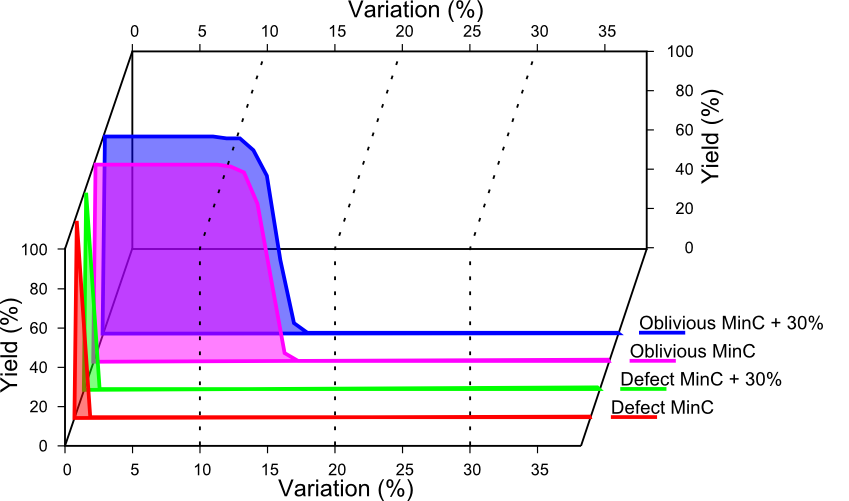 Variation (%)
0 5 10 15 20 25 30 35
100
80
60
40
20
0
Yield (%)
100
80
60
40
20
0
Yield (%)
Oblivious MinC + 30%
Oblivious MinC
Defect MinC + 30%
Defect MinC
0 5 10 15 20 25 30 35
Variation (%)